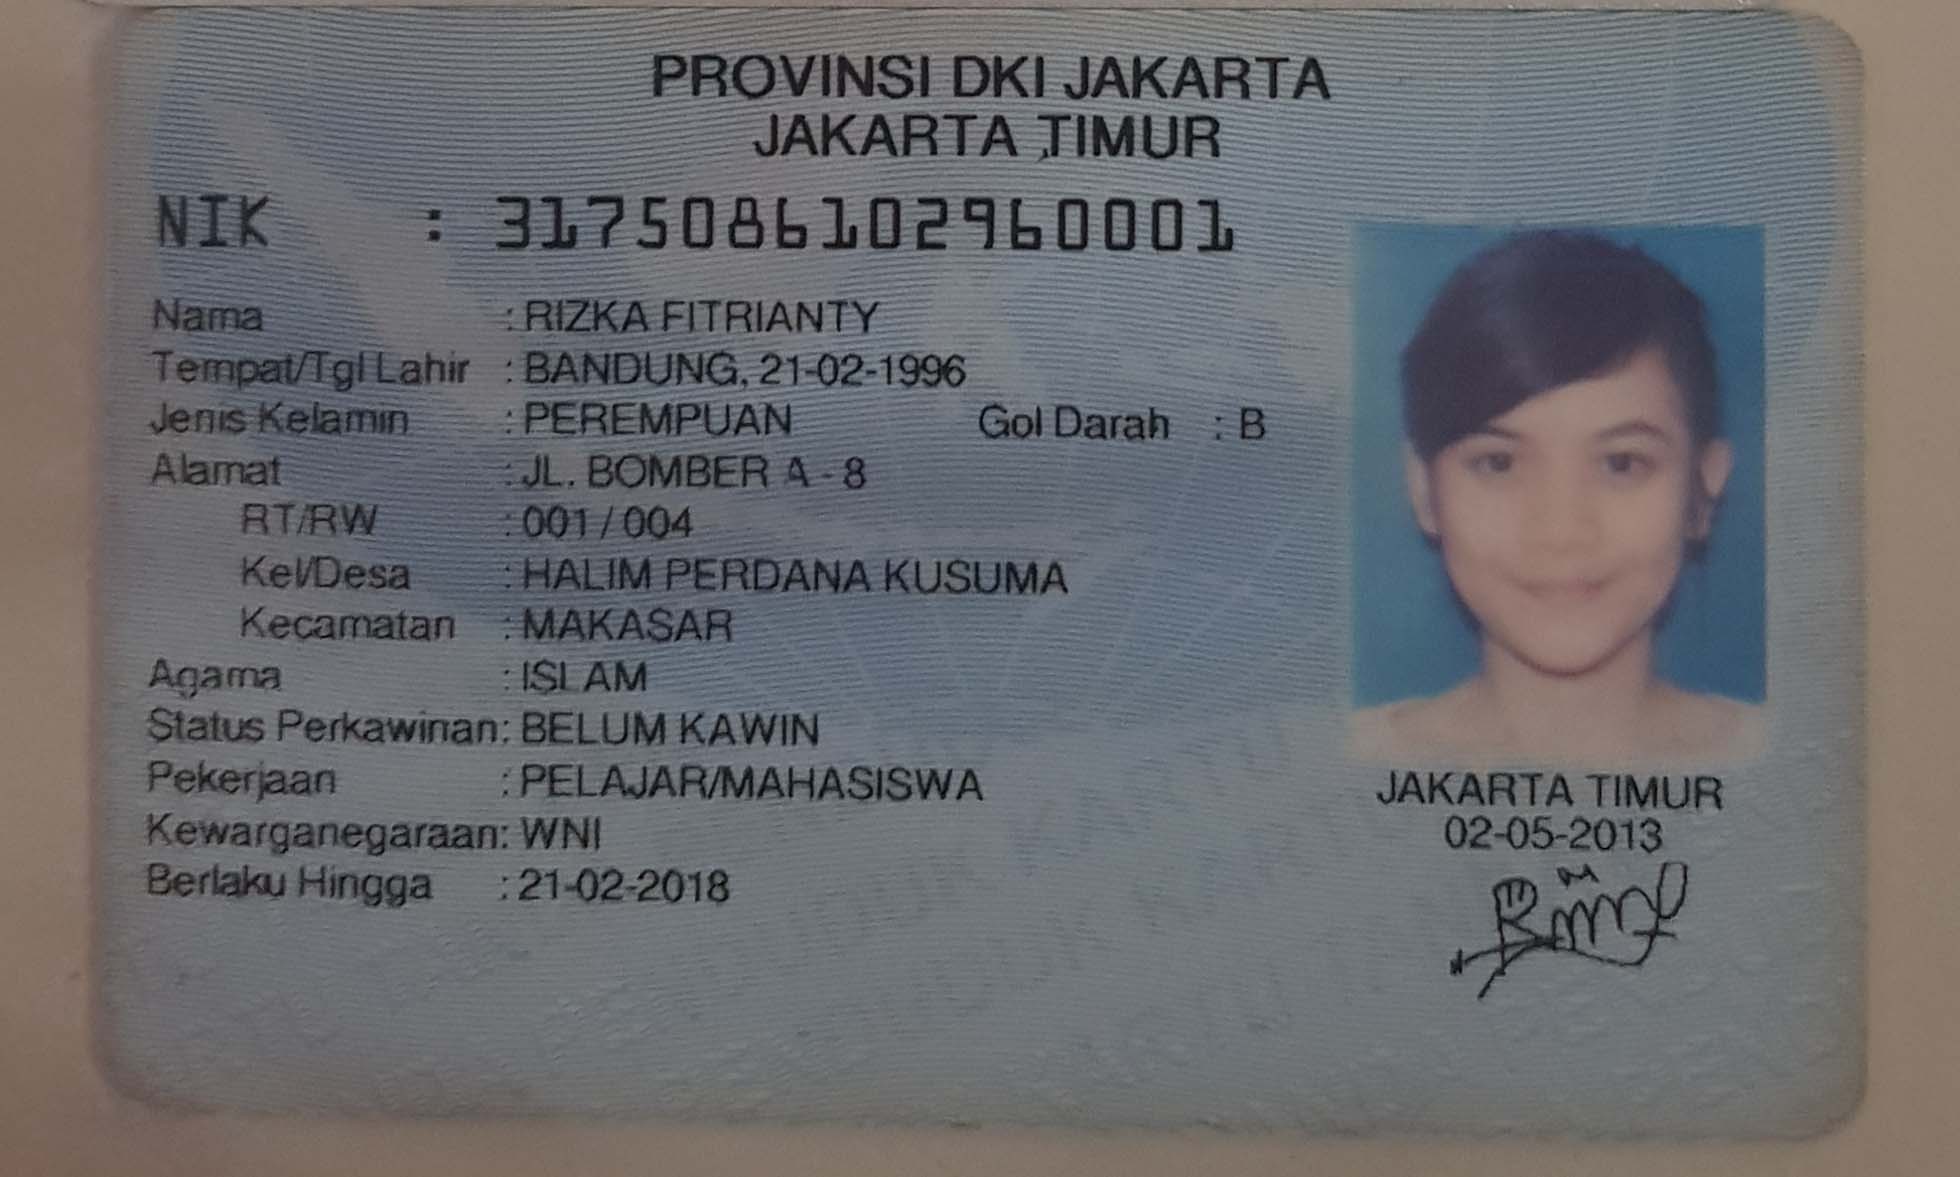 PROVINSI DKI JAKARTA
JAKARTA TIMUR
NIK : 3175086102960001
Nama : RIZKA FITRIANTY
Tempat/Tgl Lahir : BANDUNG, 21-02-1996
Jenis Kelamin : PEREMPUAN Gol Darah : B
Alamat : JL. BOMBER A - 8
RT/RW : 001 / 004
Kel/Desa : HALIM PERDANA KUSUMA
Kecamatan : MAKASAR
Agama : ISLAM
Status Perkawinan: BELUM KAWIN
Pekerjaan : PELAJAR/MAHASISWA
Kewarganegaraan: WNI
Berlaku Hingga : 21-02-2018
JAKARTA TIMUR
02-05-2013